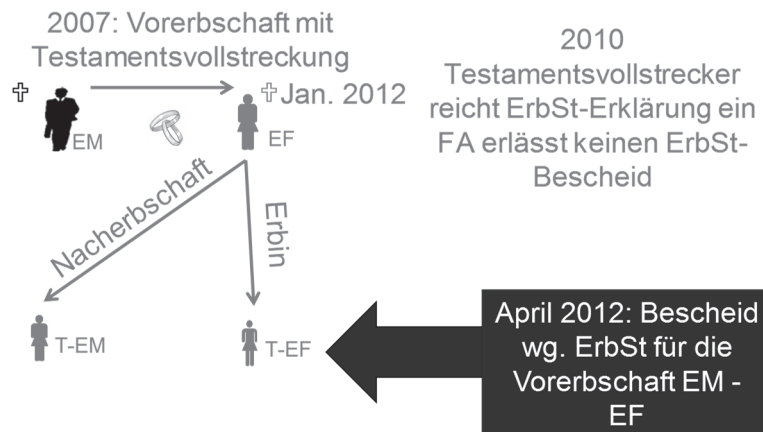 2007: Vorerbschaft mit
Testamentsvollstreckung
Jan. 2012
EM
EF
2010
Testamentsvollstrecker
reicht ErbSt-Erklärung ein
FA erlässt keinen ErbSt-
Bescheid
Nacherbschaft
Erbin
T-EM
T-EF
April 2012: Bescheid
wg. ErbSt für die
Vorerbschaft EM -
EF